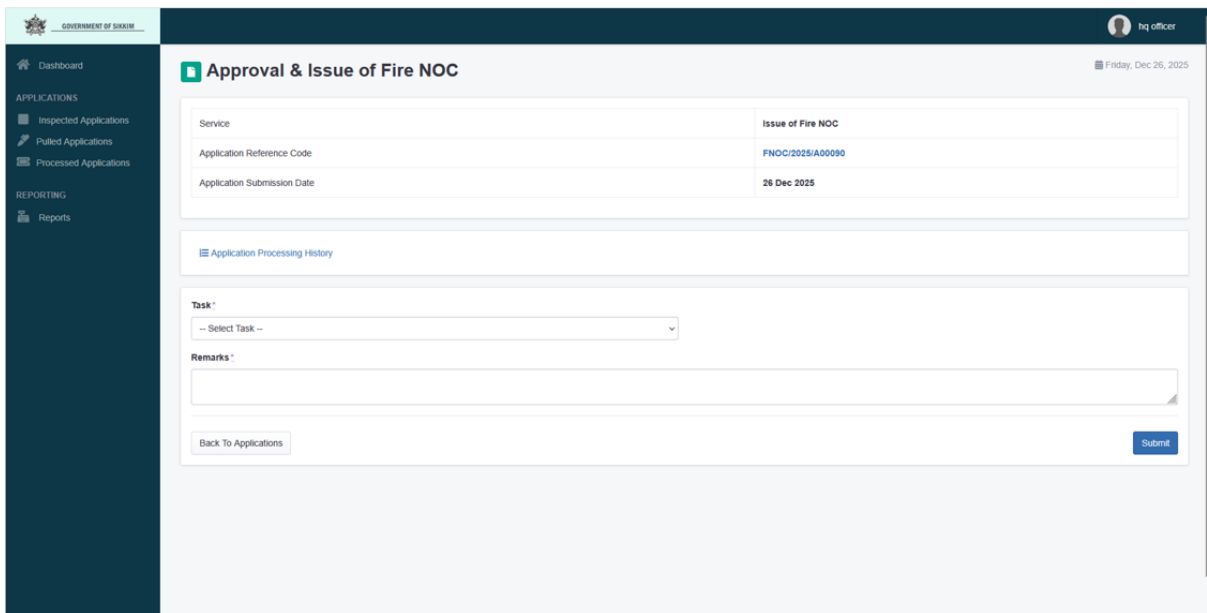 GOVERNMENT OF SIKKIM
hq officer
Dashboard
APPLICATIONS
Inspected Applications
Pulled Applications
Processed Applications
REPORTING
Reports
Approval & Issue of Fire NOC
Friday, Dec 26, 2025
Service Issue of Fire NOC
Application Reference Code FNOC/2025/A00090
Application Submission Date 26 Dec 2025
Application Processing History
Task *
-- Select Task --
Remarks *
Back To Applications
Submit